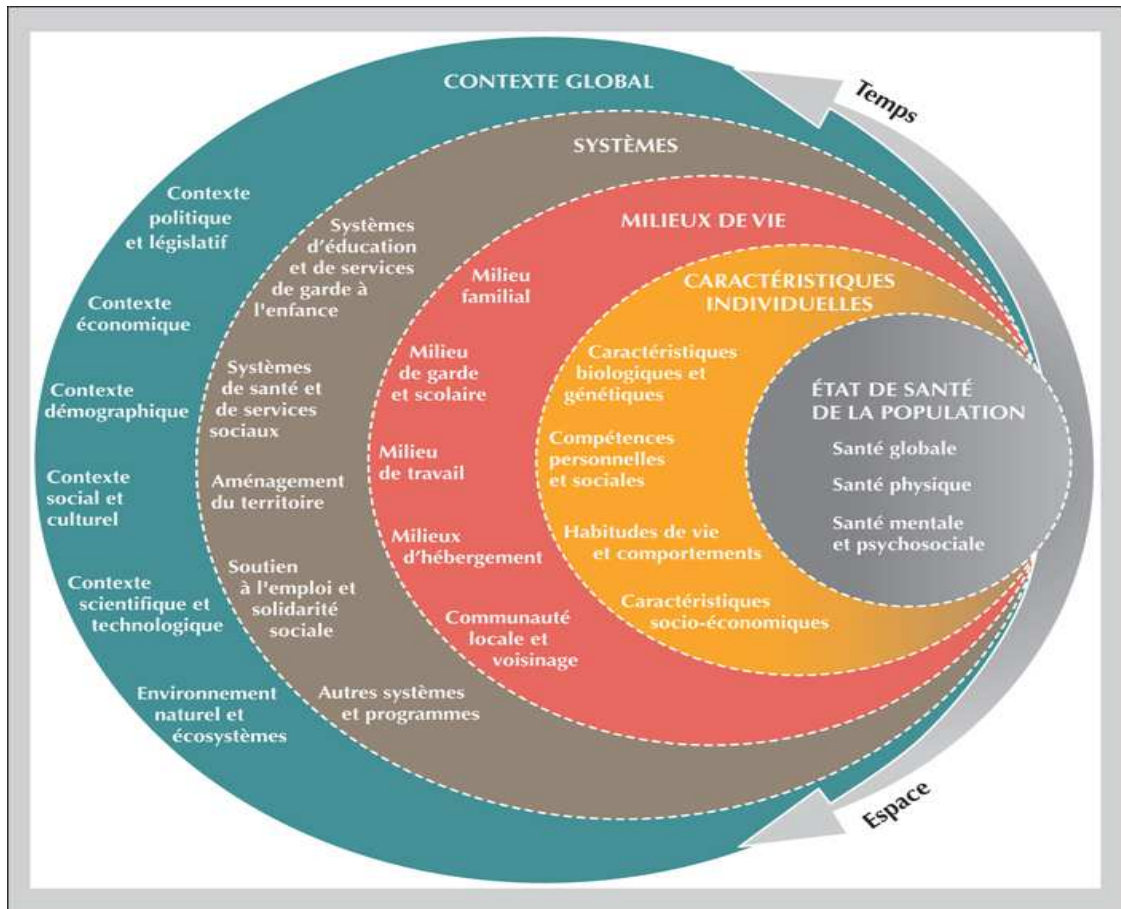 CONTEXTE GLOBAL
Temps
SYSTÈMES
MILIEUX DE VIE
CARACTÉRISTIQUES
INDIVIDUELLES
ÉTAT DE SANTÉ
DE LA POPULATION
Santé globale
Santé physique
Santé mentale
et psychosociale
Contexte
politique
et législatif
Contexte
économique
Contexte
démographique
Contexte
social et
culturel
Contexte
scientifique et
technologique
Environnement
naturel et
écosystèmes
Systèmes
d'éducation
et de services
de garde à
l'enfance
Systèmes
de santé et
de services
sociaux
Aménagement
du territoire
Soutien
à l'emploi et
solidarité
sociale
Autres systèmes
et programmes
Milieu
familial
Milieu
de garde
et scolaire
Milieu
de travail
Milieux
d'hébergement
Communauté
locale et
voisinage
Caractéristiques
biologiques et
génétiques
Compétences
personnelles
et sociales
Habitudes de vie
et comportements
Caractéristiques
socio-économiques
Espace